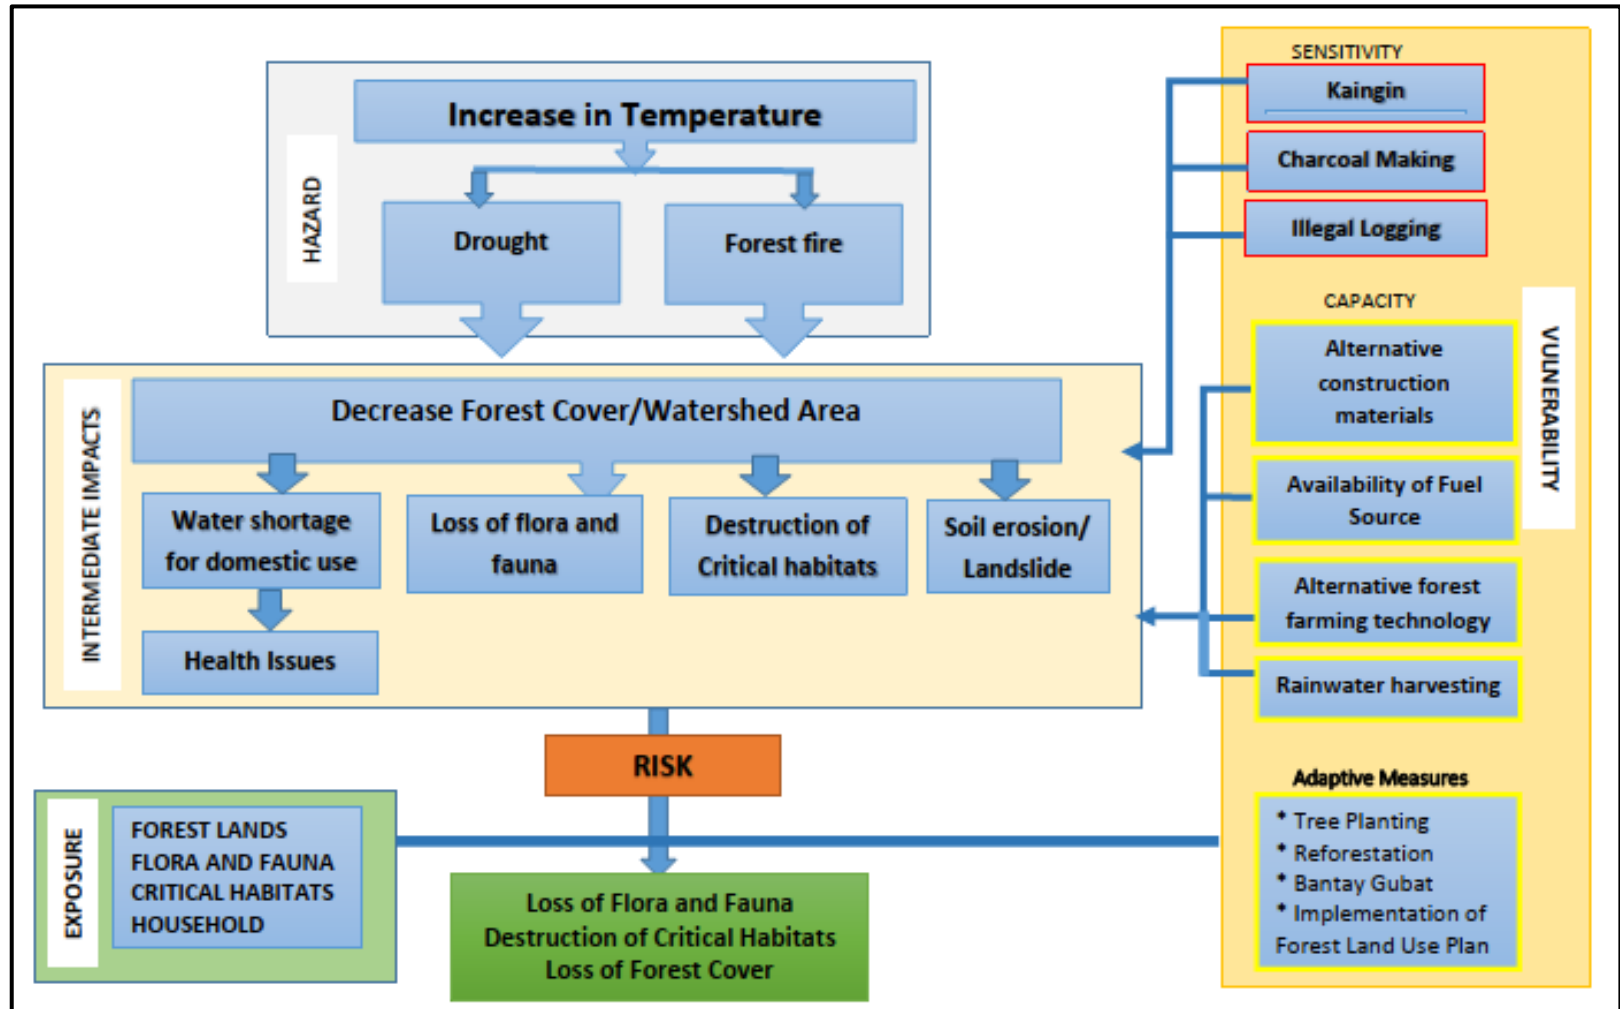 HAZARD
Increase in Temperature
Drought
Forest fire
INTERMEDIATE IMPACTS
Decrease Forest Cover/Watershed Area
Water shortage
for domestic use
Loss of flora and
fauna
Destruction of
Critical habitats
Soil erosion/
Landslide
Health Issues
RISK
EXPOSURE
FOREST LANDS
FLORA AND FAUNA
CRITICAL HABITATS
HOUSEHOLD
Loss of Flora and Fauna
Destruction of Critical Habitats
Loss of Forest Cover
VULNERABILITY
SENSITIVITY
Kaingin
Charcoal Making
Illegal Logging
CAPACITY
Alternative
construction
materials
Availability of Fuel
Source
Alternative forest
farming technology
Rainwater harvesting
Adaptive Measures
* Tree Planting
* Reforestation
* Bantay Gubat
* Implementation of
Forest Land Use Plan